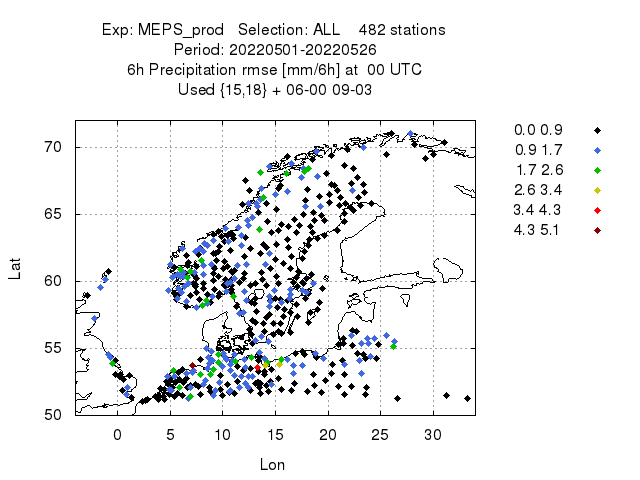 Exp: MEPS_prod   Selection: ALL    482 stations
Period: 20220501-20220526
6h Precipitation rmse [mm/6h] at  00 UTC
Used {15,18} + 06-00 09-03
0.0 0.9
0.9 1.7
1.7 2.6
2.6 3.4
3.4 4.3
4.3 5.1
70
65
60
55
50
Lat
0 5 10 15 20 25 30
Lon